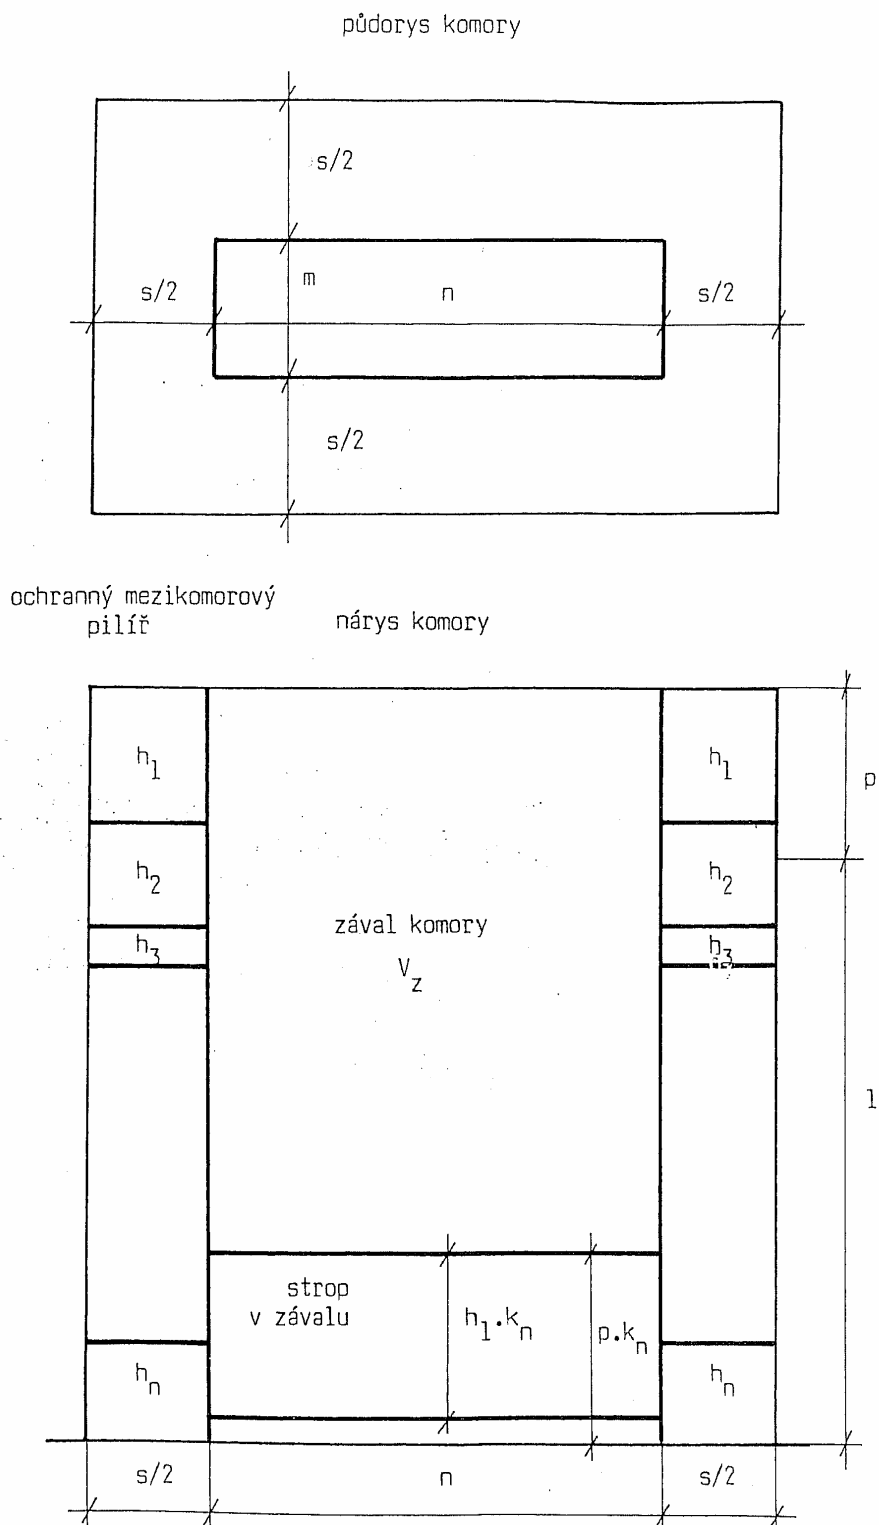 půdorys komory
s/2
m
s/2
n
s/2
s/2
ochranný mezikomorový
pilíř
nárys komory
h1
h1
p
h2
h2
h3
h3
zával komory
Vz
l
strop
v závalu
h1.kn
p.kn
hn
hn
s/2
n
s/2